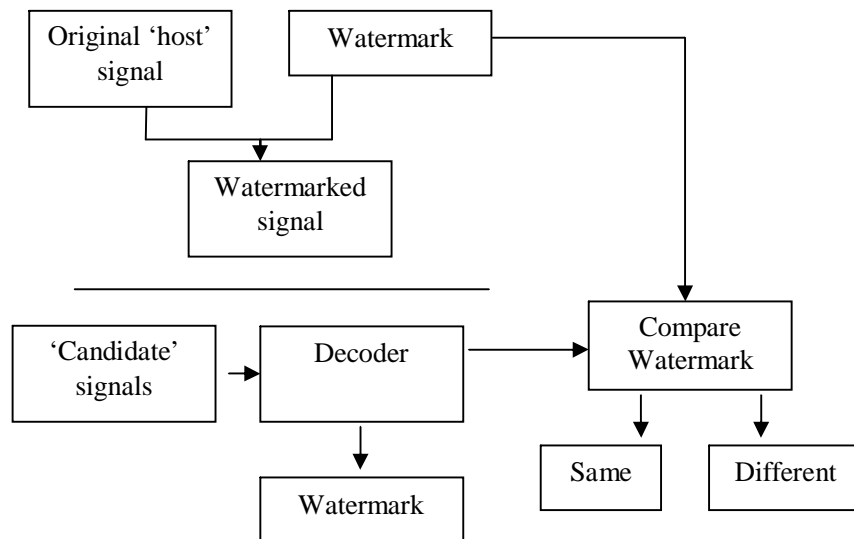 Original ‘host’
signal
Watermark
Watermarked
signal
‘Candidate’
signals
Decoder
Compare
Watermark
Same
Different
Watermark